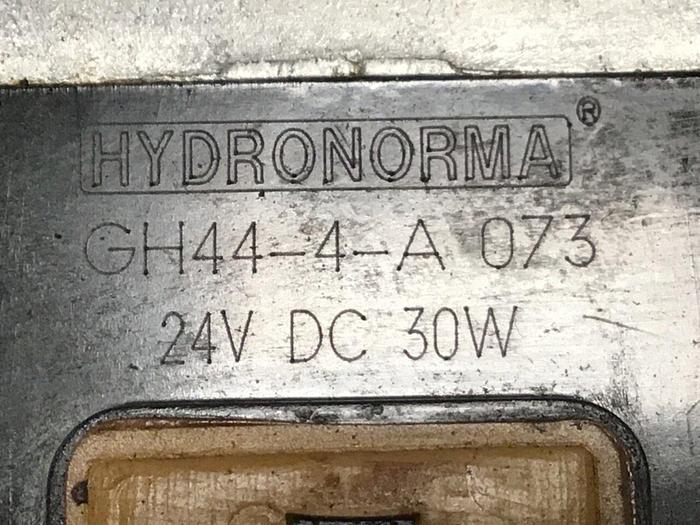 HYDRONORMA®
GH44-4-A 073
24V DC 30W